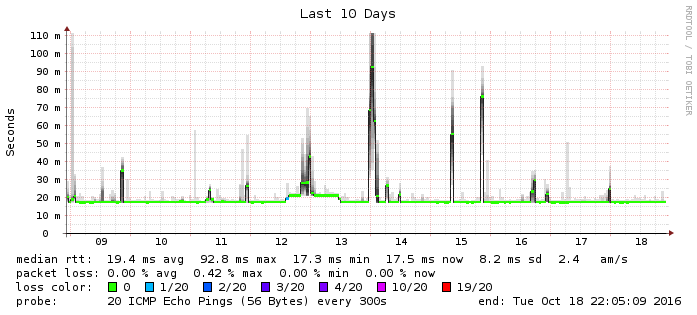 Last 10 Days
RRDTOOL / TOBI OETIKER
Seconds
110 m
100 m
90 m
80 m
70 m
60 m
50 m
40 m
30 m
20 m
10 m
0
09 10 11 12 13 14 15 16 17 18
median rtt: 19.4 ms avg 92.8 ms max 17.3 ms min 17.5 ms now 8.2 ms sd 2.4 am/s
packet loss: 0.00 % avg 0.42 % max 0.00 % min 0.00 % now
loss color: 0 1/20 2/20 3/20 4/20 10/20 19/20
probe: 20 ICMP Echo Pings (56 Bytes) every 300s end: Tue Oct 18 22:05:09 2016